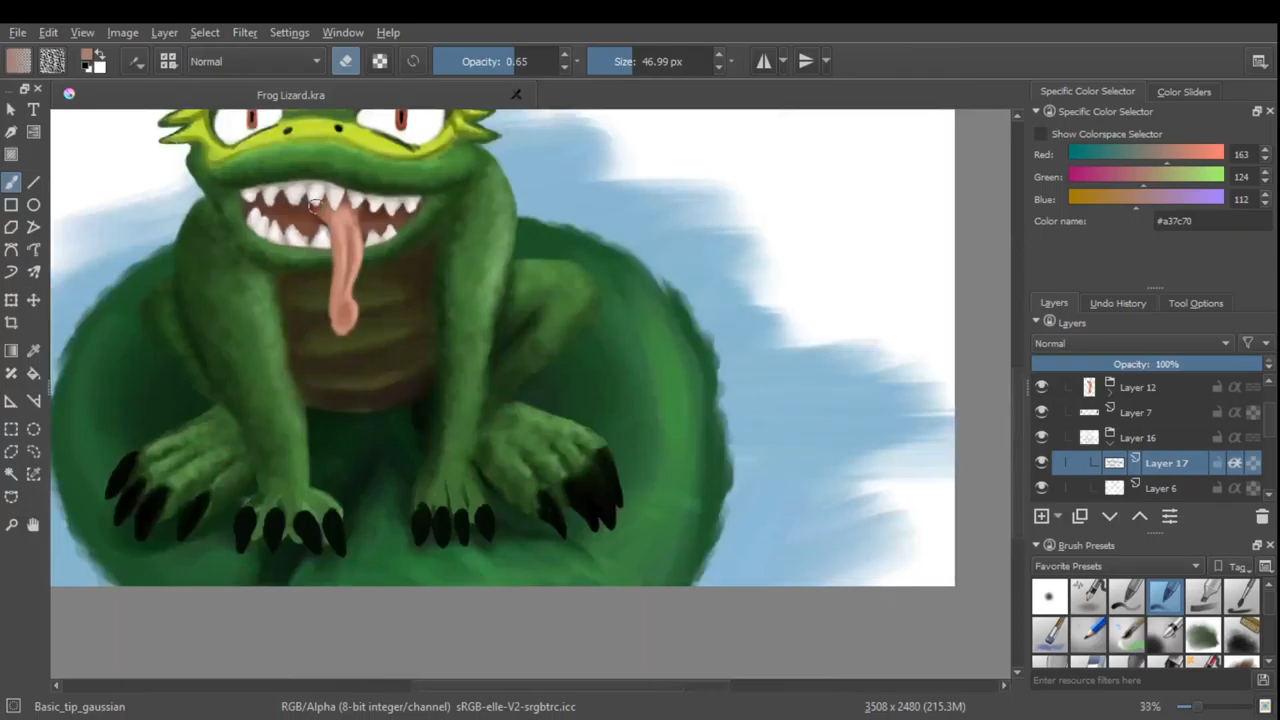 File Edit View Image Layer Select Filter Settings Window Help
Normal
Opacity: 0.65
Size: 46.99 px
Frog Lizard.kra
Specific Color Selector
Color Sliders
Specific Color Selector
Show Colorspace Selector
Red: 163
Green: 124
Blue: 112
Color name: #a37c70
Layers Undo History Tool Options
Layers
Normal
Opacity: 100%
Layer 12
Layer 7
Layer 16
Layer 17
Layer 6
Brush Presets
Favorite Presets
Tag
Enter resource filters here
Basic_tip_gaussian
RGB/Alpha (8-bit integer/channel) sRGB-elle-V2-srgbtrc.icc
3508 x 2480 (215.3M)
33%